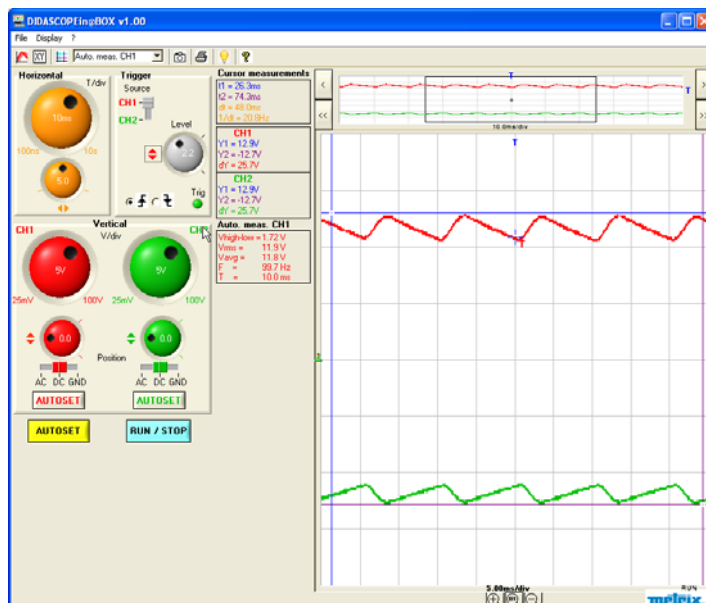 DIDASCOPEin@BOX v1.00
File Display ?
XY
Auto. meas. CH1
?
Horizontal
T/div
10ms
100ns 10s
5.0
Trigger
Source
CH1
CH2
Level
2.2
Trig
Cursor measurements
t1 = 26.3ms
t2 = 74.3ms
dt = 48.0ms
1/dt = 20.8Hz
CH1
Y1 = 12.9V
Y2 = -12.7V
dY = 25.7V
CH2
Y1 = 12.9V
Y2 = -12.7V
dY = 25.7V
Auto. meas. CH1
Vhigh-low = 1.72 V
Vrms = 11.9 V
Vavg = 11.8 V
F = 99.7 Hz
T = 10.0 ms
CH1
Vertical
V/div
5V
5V
25mV 100V
25mV 100V
0.0
Position
0.0
AC DC GND
AC DC GND
AUTOSET
AUTOSET
AUTOSET
RUN / STOP
<
<<
>
>>
T
T
10.0ms/div
T
T
5.00ms/div
RUN
metrix